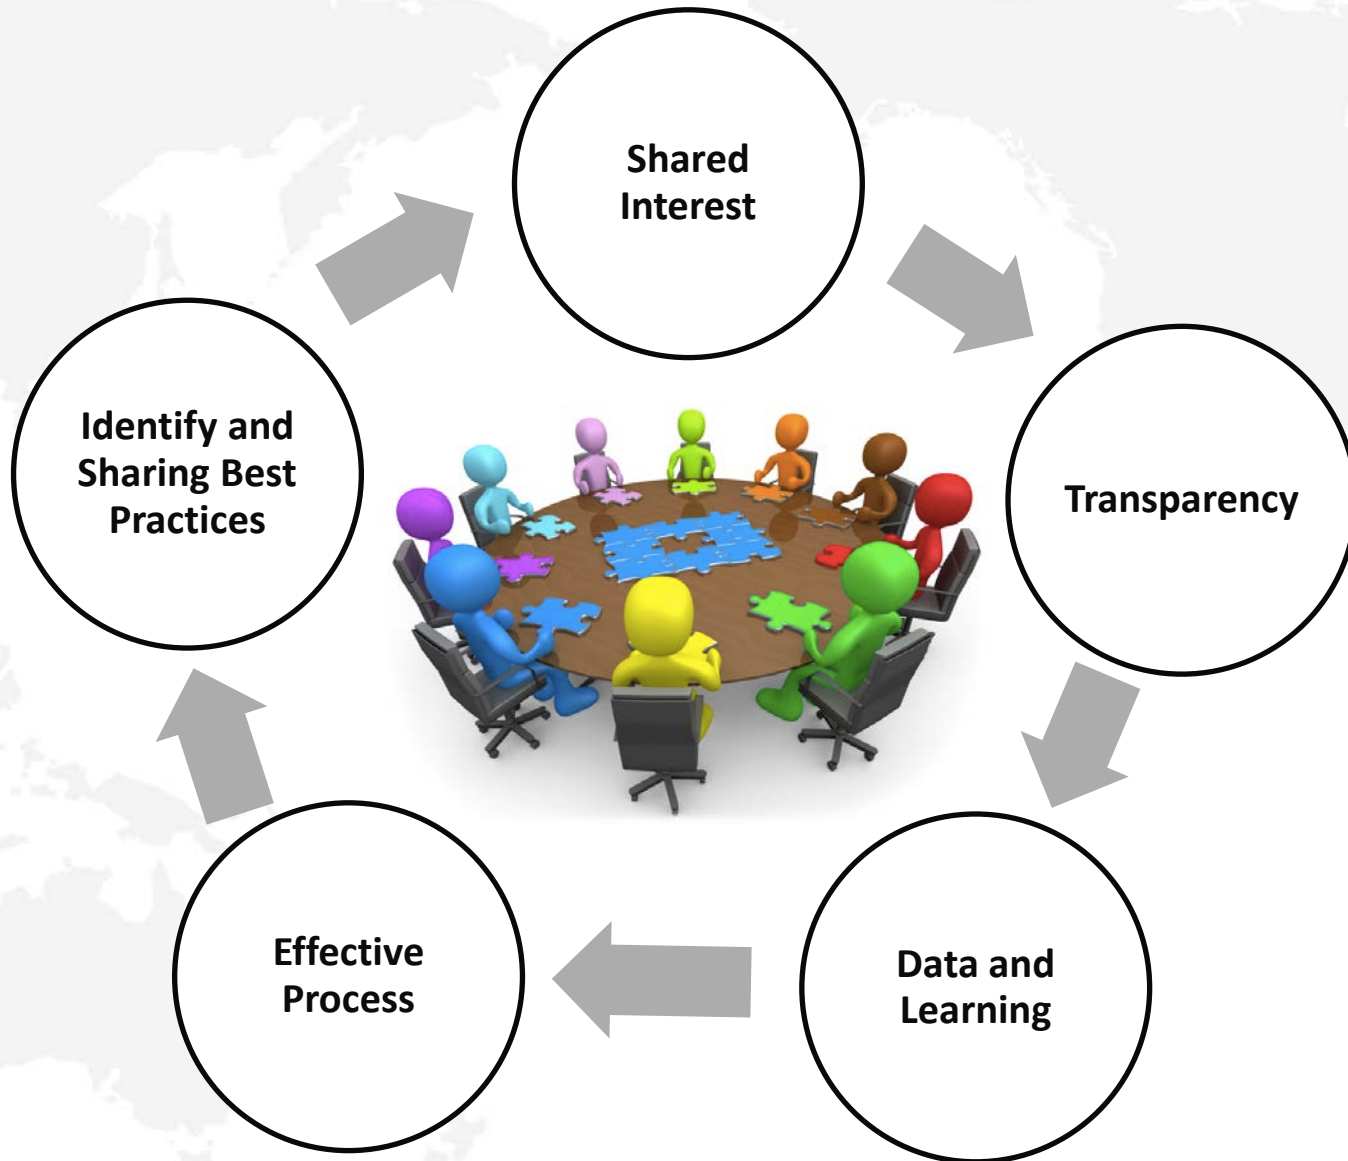 Shared
Interest
Transparency
Data and
Learning
Effective
Process
Identify and
Sharing Best
Practices